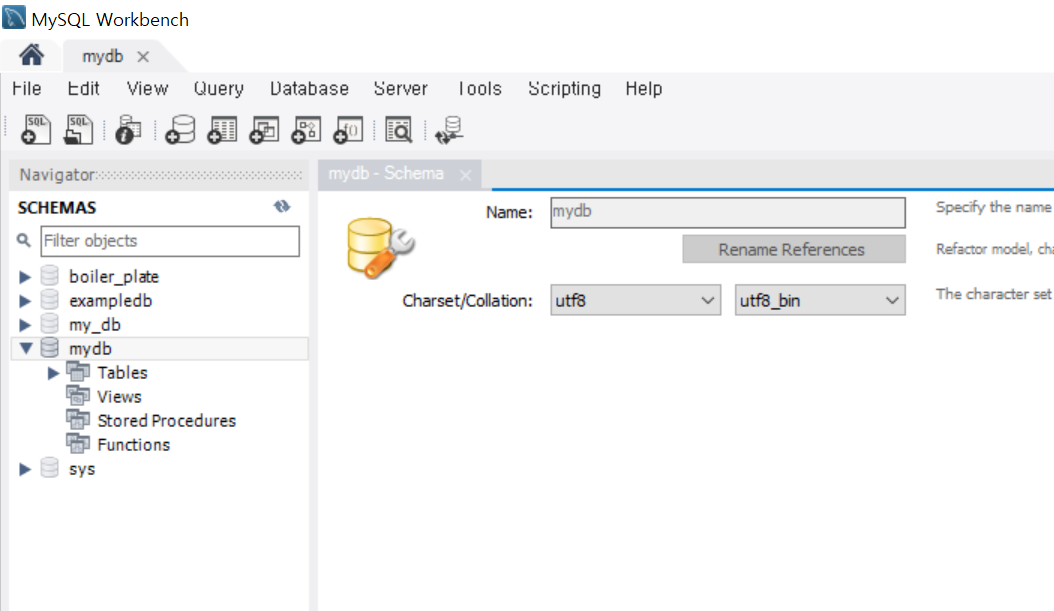 MySQL Workbench
mydb
File Edit View Query Database Server Tools Scripting Help
SQL SQL
Navigator
SCHEMAS
Filter objects
boiler_plate
exampledb
my_db
mydb
Tables
Views
Stored Procedures
Functions
sys
mydb - Schema
Name: mydb Specify the name
Rename References Refactor model, cha
Charset/Collation: utf8 utf8_bin The character set